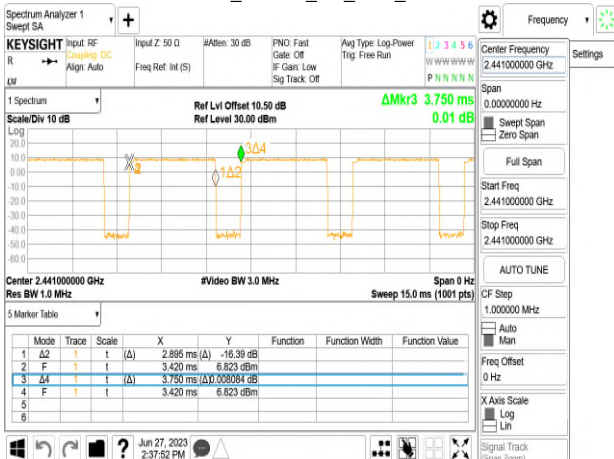 Spectrum Analyzer 1
Swept SA
KEYSIGHT
R
Input: RF
Coupling: DC
Align: Auto
Input Z: 50 Ω
Freq Ref: Int (S)
#Atten: 30 dB
PNO: Fast
Gate: Off
IF Gain: Low
Sig Track: Off
Avg Type: Log-Power
Trig: Free Run
1 2 3 4 5 6
W W W W W W
P N N N N N
1 Spectrum
Scale/Div 10 dB
Ref Lvl Offset 10.50 dB
Ref Level 30.00 dBm
ΔMkr3 3.750 ms
0.01 dB
Log
20.0
10.0
0.00
-10.0
-20.0
-30.0
-40.0
-50.0
-60.0
1Δ2
3Δ4
Center 2.441000000 GHz
Res BW 1.0 MHz
#Video BW 3.0 MHz
Span 0 Hz
Sweep 15.0 ms (1001 pts)
5 Marker Table
Mode Trace Scale X Y Function Function Width Function Value
1 Δ2 1 t (Δ) 2.895 ms (Δ) -16.39 dB
2 F 1 t 3.420 ms 6.823 dBm
3 Δ4 1 t (Δ) 3.750 ms (Δ) 0.008084 dB
4 F 1 t 3.420 ms 6.823 dBm
5
6
?
Jun 27, 2023
2:37:52 PM
Frequency
Settings
Center Frequency
2.441000000 GHz
Span
0.00000000 Hz
Swept Span
Zero Span
Full Span
Start Freq
2.441000000 GHz
Stop Freq
2.441000000 GHz
AUTO TUNE
CF Step
1.000000 MHz
Auto
Man
Freq Offset
0 Hz
X Axis Scale
Log
Lin
Signal Track
(Span Zoom)